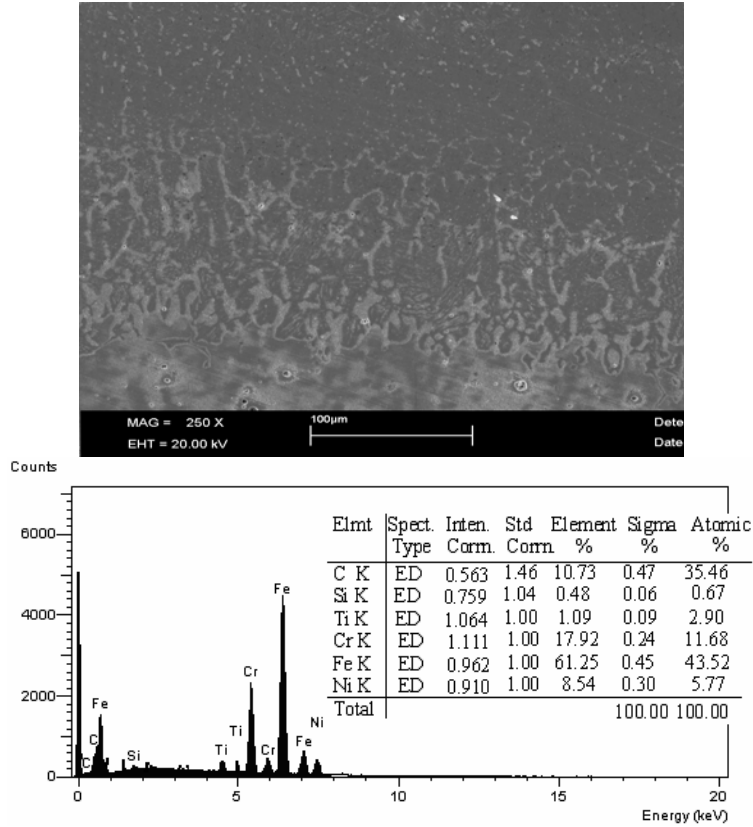 MAG = 250 X
100µm
Dete
EHT = 20.00 kV
Date
Counts
6000
4000
2000
0
Elmt Spect. Inten. Std Element Sigma Atomic
Type Corrn. Corrn. % % %
C K ED 0.563 1.46 10.73 0.47 35.46
Si K ED 0.759 1.04 0.48 0.06 0.67
Ti K ED 1.064 1.00 1.09 0.09 2.90
Cr K ED 1.111 1.00 17.92 0.24 11.68
Fe K ED 0.962 1.00 61.25 0.45 43.52
Ni K ED 0.910 1.00 8.54 0.30 5.77
Total 100.00 100.00
Fe
Cr
Fe
Ni
Ti
C
C
Si
Ti
Cr
Fe
0 5 10 15 20
Energy (keV)